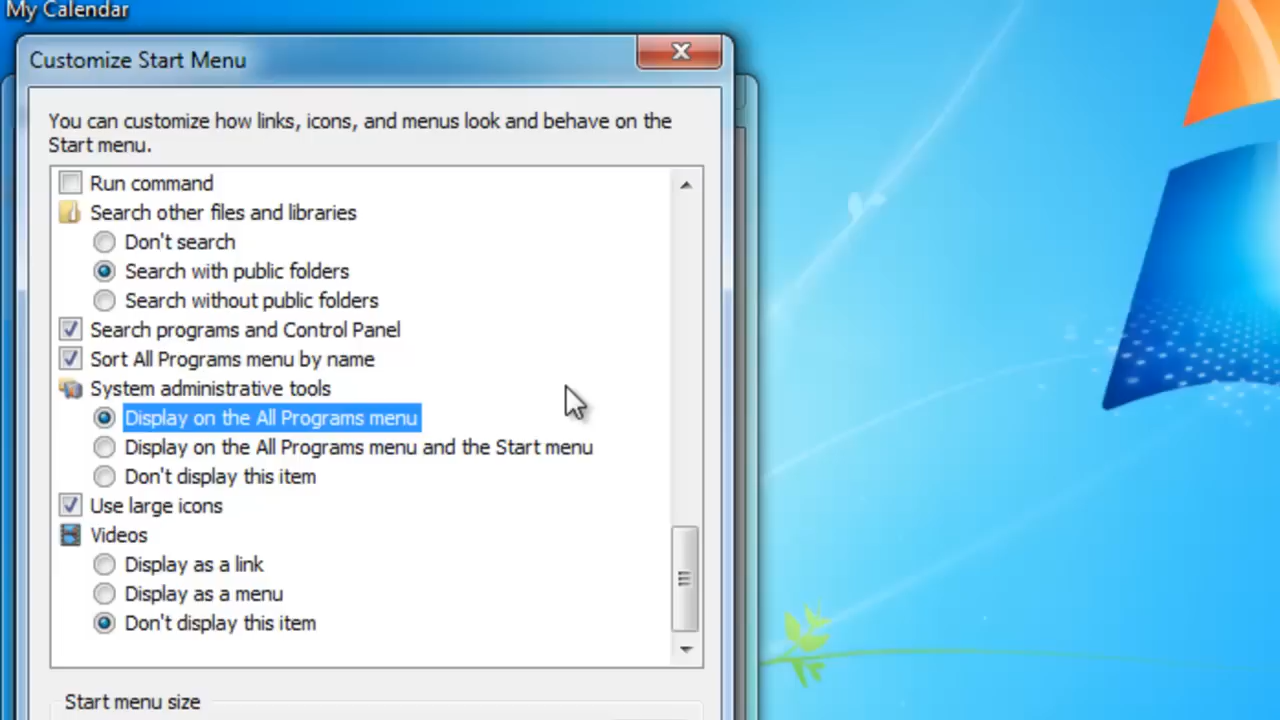 My Calendar
Customize Start Menu
You can customize how links, icons, and menus look and behave on the
Start menu.
Run command
Search other files and libraries
Don't search
Search with public folders
Search without public folders
Search programs and Control Panel
Sort All Programs menu by name
System administrative tools
Display on the All Programs menu
Display on the All Programs menu and the Start menu
Don't display this item
Use large icons
Videos
Display as a link
Display as a menu
Don't display this item
Start menu size